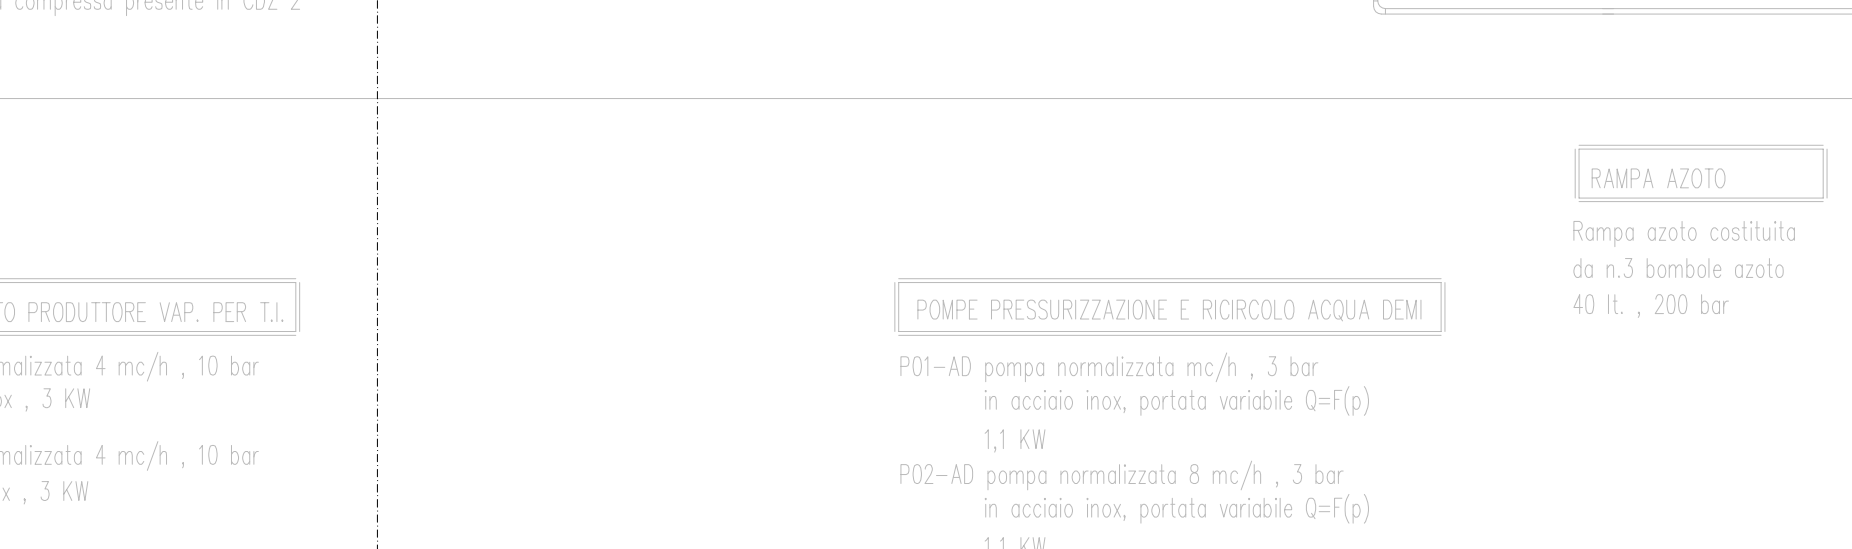 compressa presente in CDZ 2
RAMPA AZOTO
Rampa azoto costituita
da n.3 bombole azoto
40 lt. , 200 bar
TO PRODUTTORE VAP. PER T.I.
malizzata 4 mc/h , 10 bar
ox , 3 KW
malizzata 4 mc/h , 10 bar
x , 3 KW
POMPE PRESSURIZZAZIONE E RICIRCOLO ACQUA DEMI
P01-AD pompa normalizzata mc/h , 3 bar
in acciaio inox, portata variabile Q=F(p)
1,1 KW
P02-AD pompa normalizzata 8 mc/h , 3 bar
in acciaio inox, portata variabile Q=F(p)
1,1 KW